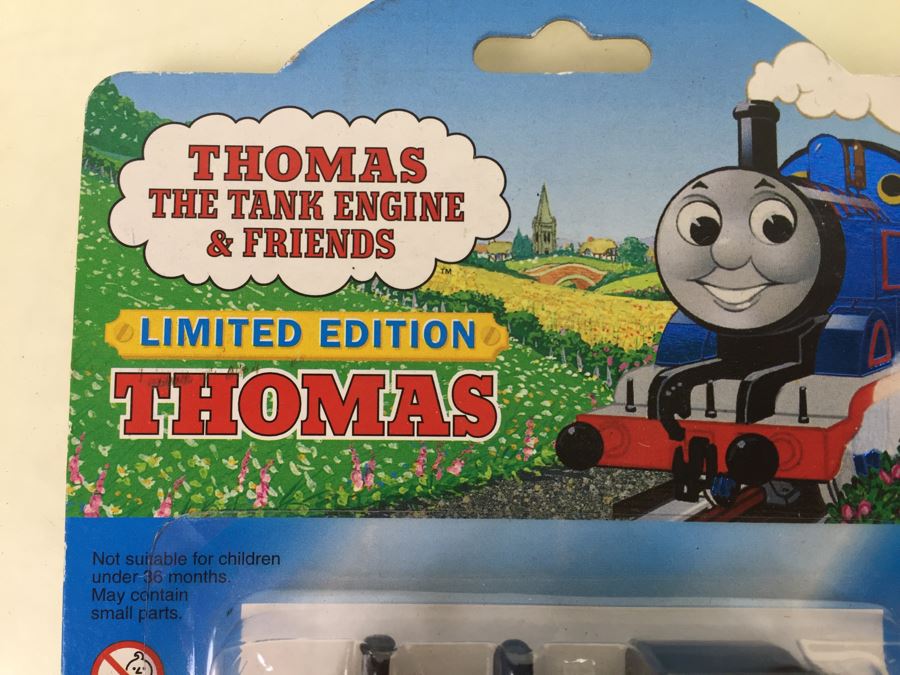 THOMAS
THE TANK ENGINE
& FRIENDS
™
LIMITED EDITION
THOMAS
Not suitable for children
under 36 months.
May contain
small parts.